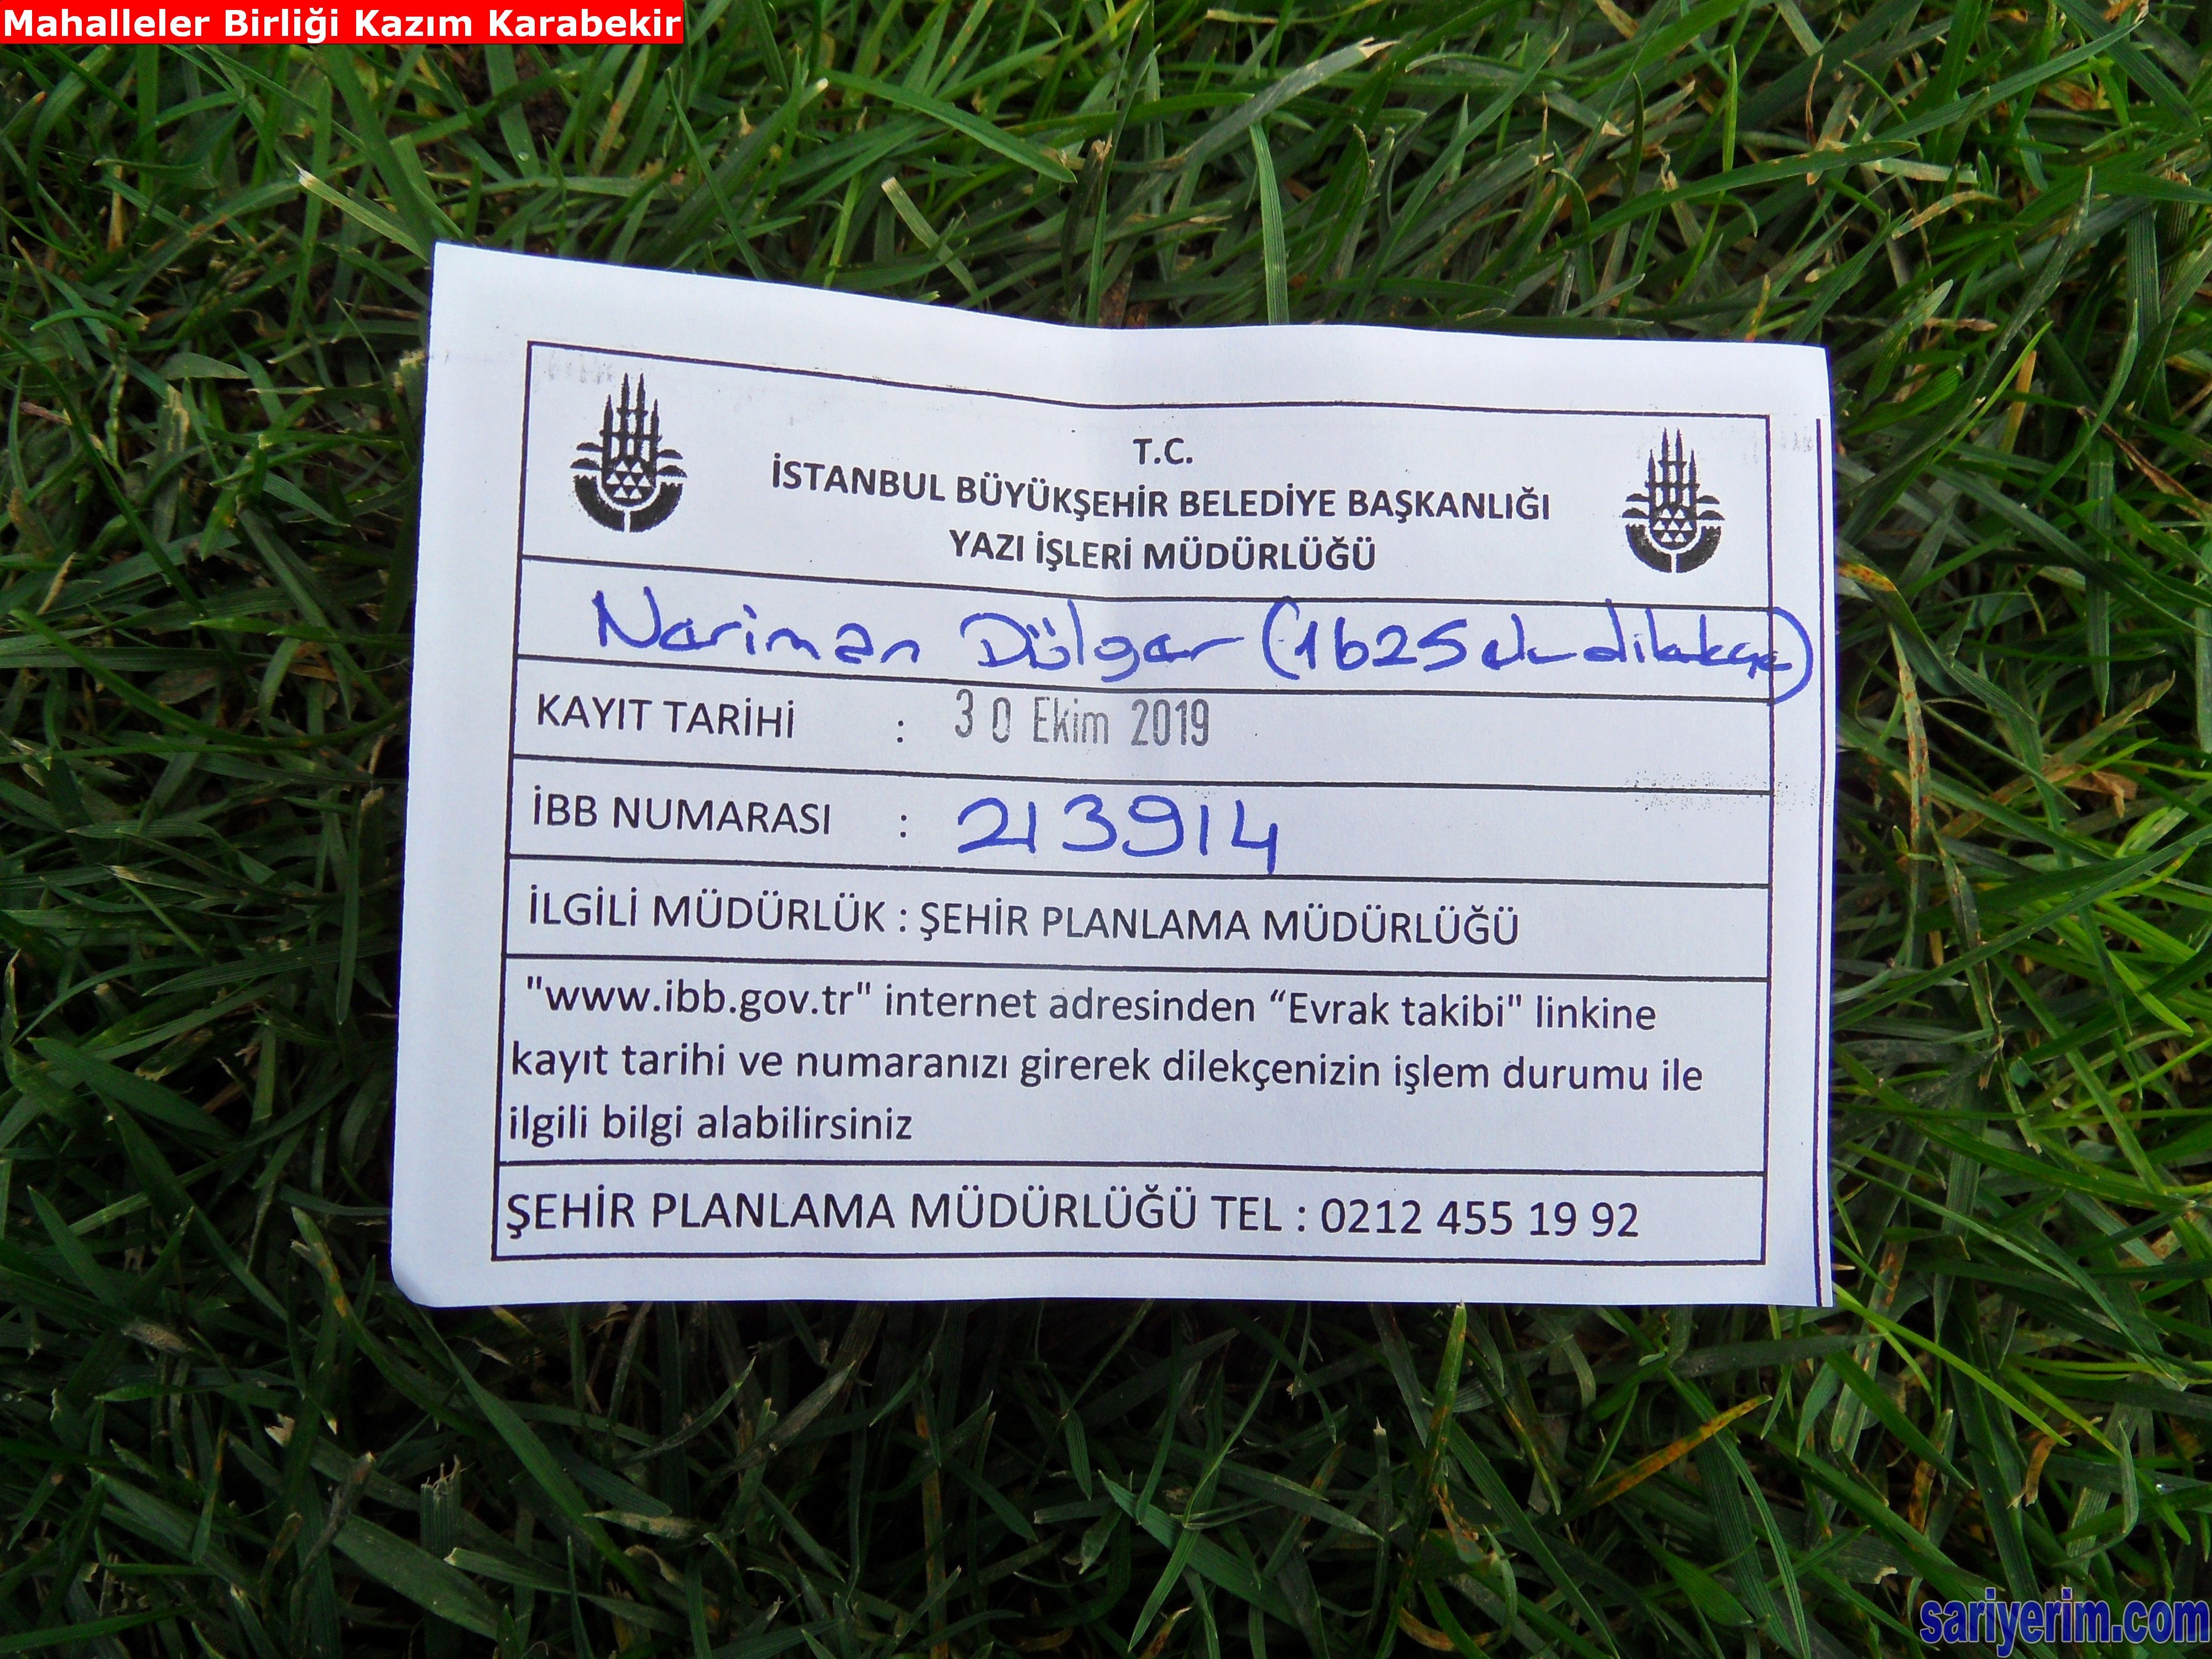 Mahalleler Birliği Kazım Karabekir
T.C.
İSTANBUL BÜYÜKŞEHİR BELEDİYE BAŞKANLIĞI
YAZI İŞLERİ MÜDÜRLÜĞÜ
Nariman Dülgar (1625 dilekçe)
KAYIT TARİHİ : 30 Ekim 2019
İBB NUMARASI : 213914
İLGİLİ MÜDÜRLÜK : ŞEHİR PLANLAMA MÜDÜRLÜĞÜ
"www.ibb.gov.tr" internet adresinden “Evrak takibi" linkine
kayıt tarihi ve numaranızı girerek dilekçenizin işlem durumu ile
ilgili bilgi alabilirsiniz
ŞEHİR PLANLAMA MÜDÜRLÜĞÜ TEL : 0212 455 19 92
sariyerim.com